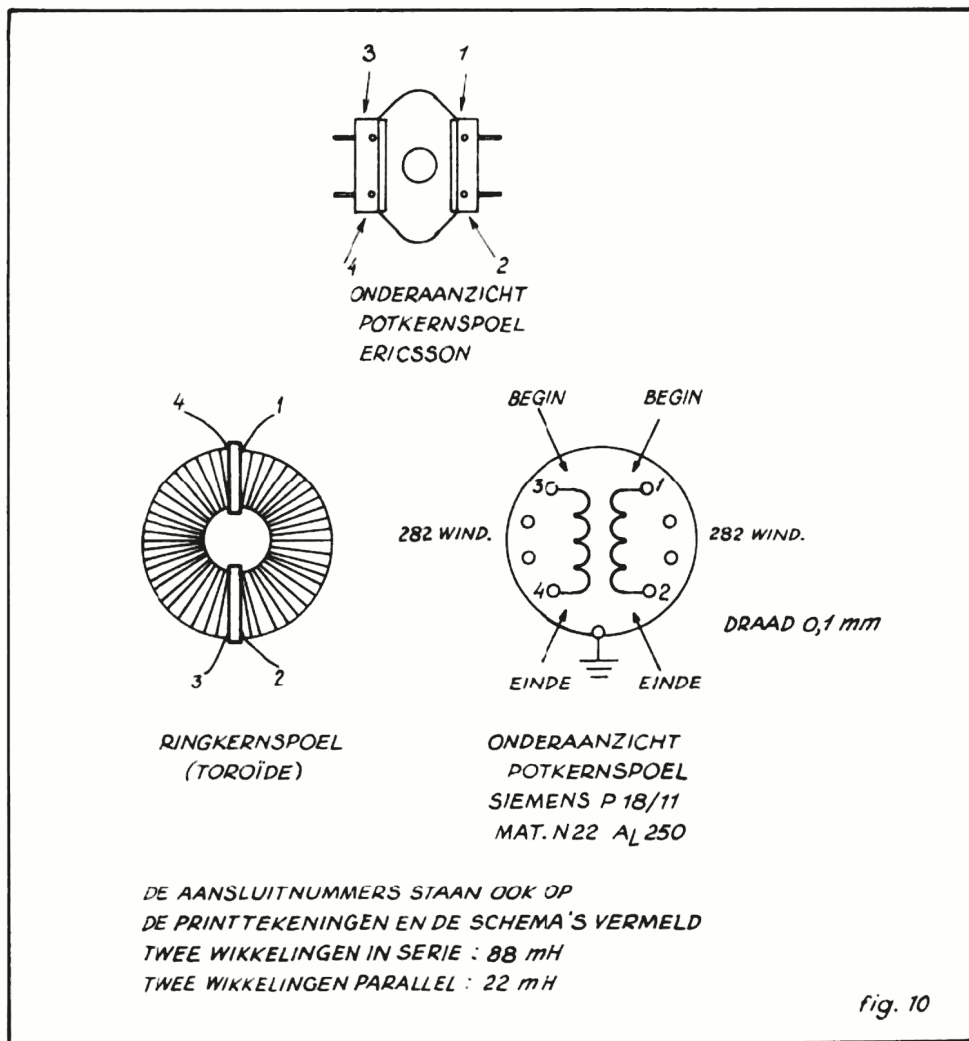 3 1
4 2
ONDERAANZICHT
POTKERNSPOEL
ERICSSON
4 1
3 2
RINGKERNSPOEL
(TOROÏDE)
BEGIN BEGIN
3 1
282 WIND. 282 WIND.
4 2
DRAAD 0,1 mm
EINDE EINDE
ONDERAANZICHT
POTKERNSPOEL
SIEMENS P 18/11
MAT. N22 AL 250
DE AANSLUITNUMMERS STAAN OOK OP
DE PRINTTEKENINGEN EN DE SCHEMA'S VERMELD
TWEE WIKKELINGEN IN SERIE : 88 mH
TWEE WIKKELINGEN PARALLEL : 22 mH
fig. 10